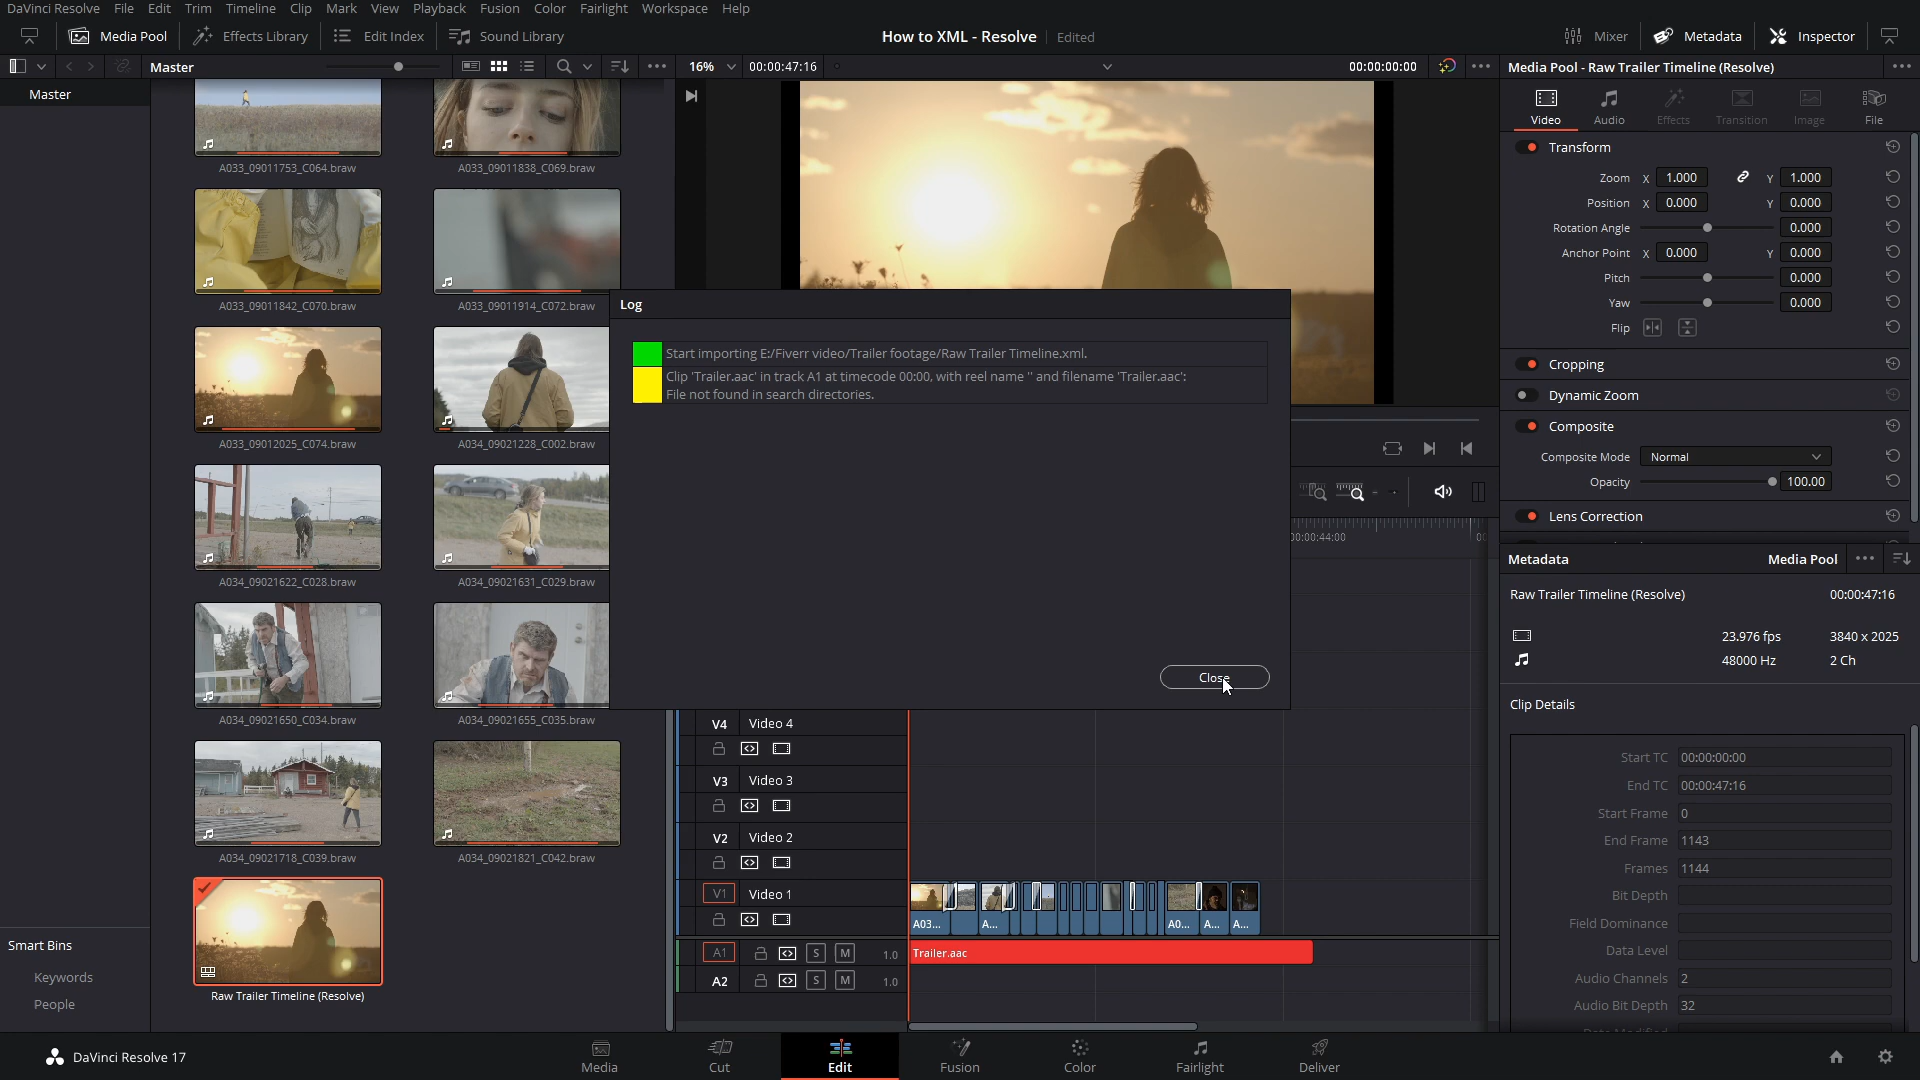 DaVinci Resolve File Edit Trim Timeline Clip Mark View Playback Fusion Color Fairlight Workspace Help
Media Pool Effects Library Edit Index Sound Library How to XML - Resolve Edited Mixer Metadata Inspector
Master 16% 00:00:47:16 00:00:00:00 Media Pool - Raw Trailer Timeline (Resolve)
Master
Video Audio Effects Transition Image File
A033_09011753_C064.braw A033_09011838_C069.braw
A033_09011842_C070.braw A033_09011914_C072.braw
A033_09012025_C074.braw A034_09021228_C002.braw
A034_09021622_C028.braw A034_09021631_C029.braw
A034_09021650_C034.braw A034_09021655_C035.braw
A034_09021718_C039.braw A034_09021821_C042.braw
Raw Trailer Timeline (Resolve)
Smart Bins
Keywords
People
Log
Start importing E:/Fiverr video/Trailer footage/Raw Trailer Timeline.xml.
Clip 'Trailer.aac' in track A1 at timecode 00:00, with reel name '' and filename 'Trailer.aac':
File not found in search directories.
Close
00:00:44:00
V4 Video 4
V3 Video 3
V2 Video 2
V1 Video 1
A03... A... A0... A... A...
A1 S M 1.0 Trailer.aac
A2 S M 1.0
Transform
Zoom X 1.000 Y 1.000
Position X 0.000 Y 0.000
Rotation Angle 0.000
Anchor Point X 0.000 Y 0.000
Pitch 0.000
Yaw 0.000
Flip
Cropping
Dynamic Zoom
Composite
Composite Mode Normal
Opacity 100.00
Lens Correction
Metadata Media Pool
Raw Trailer Timeline (Resolve) 00:00:47:16
23.976 fps 3840 x 2025
48000 Hz 2 Ch
Clip Details
Start TC 00:00:00:00
End TC 00:00:47:16
Start Frame 0
End Frame 1143
Frames 1144
Bit Depth
Field Dominance
Data Level
Audio Channels 2
Audio Bit Depth 32
DaVinci Resolve 17 Media Cut Edit Fusion Color Fairlight Deliver